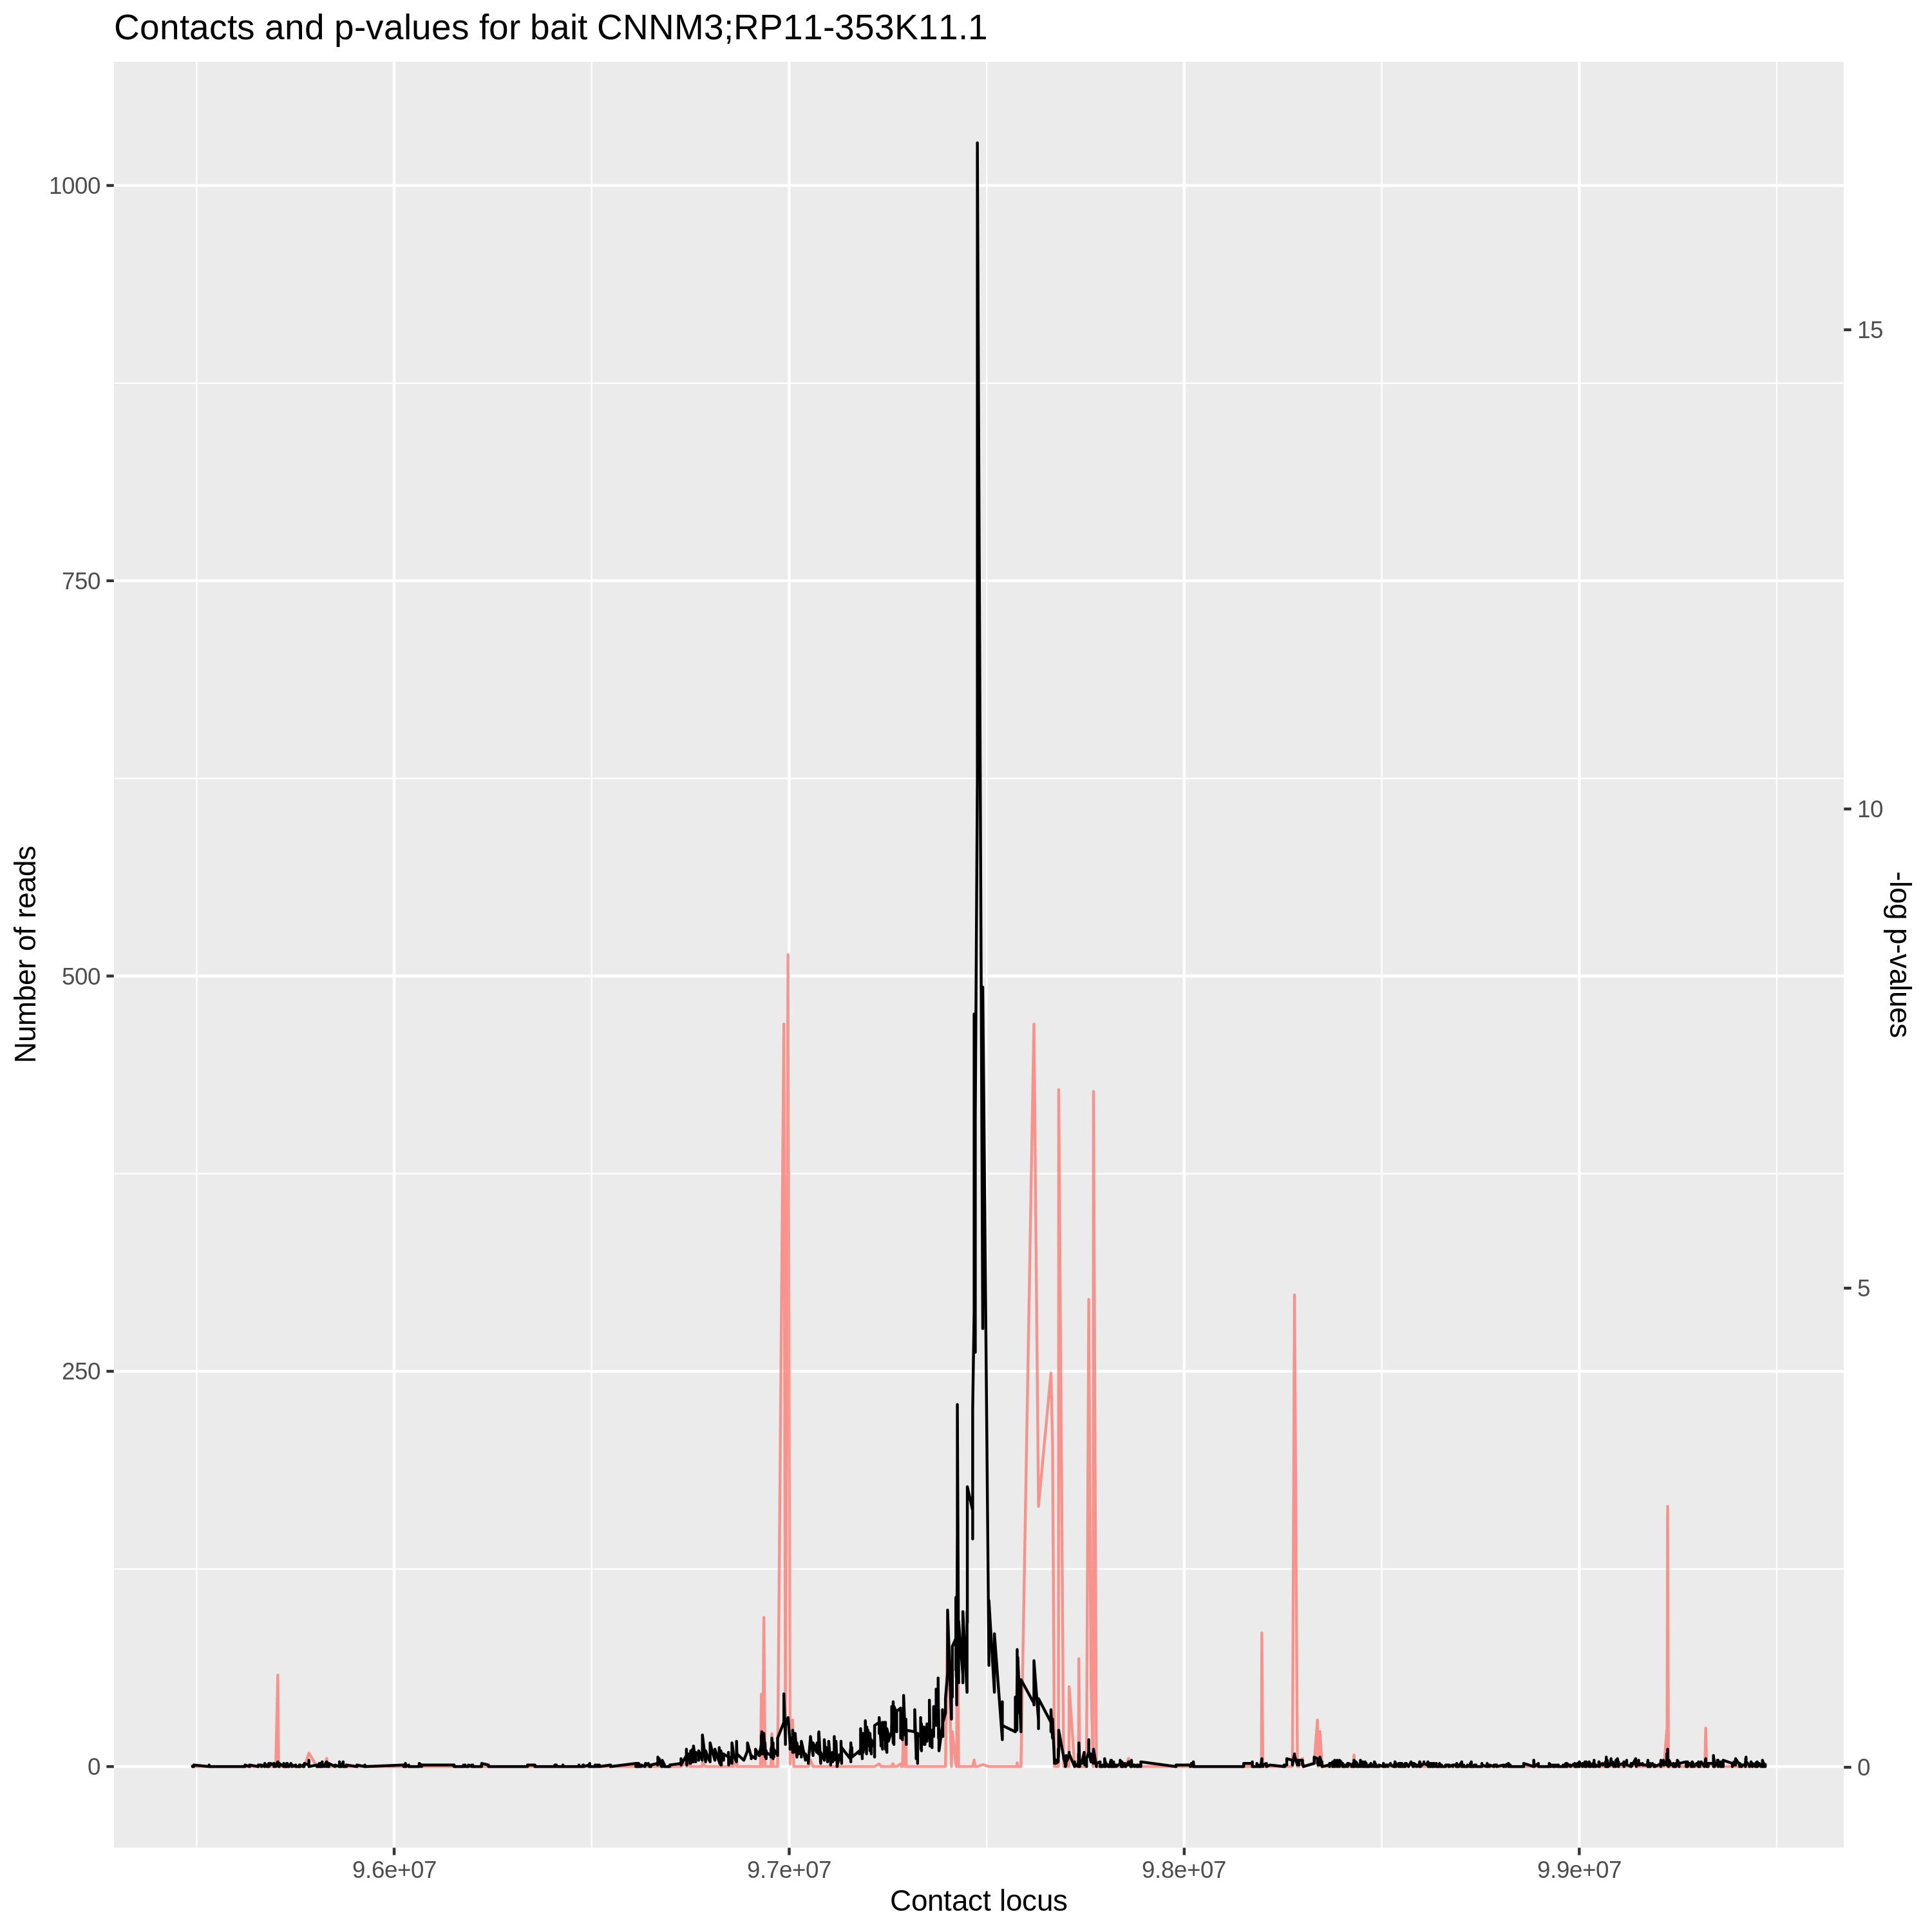 Contacts and p-values for bait CNNM3;RP11-353K11.1
1000
750
500
250
0
Number of reads
15
10
5
0
-log p-values
9.6e+07
9.7e+07
9.8e+07
9.9e+07
Contact locus